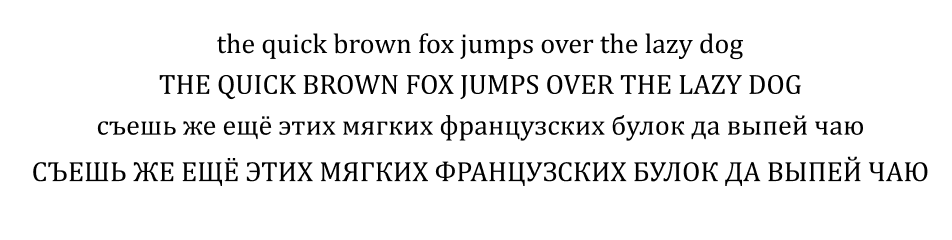 the quick brown fox jumps over the lazy dog
THE QUICK BROWN FOX JUMPS OVER THE LAZY DOG
съешь же ещё этих мягких французских булок да выпей чаю
СЪЕШЬ ЖЕ ЕЩЁ ЭТИХ МЯГКИХ ФРАНЦУЗСКИХ БУЛОК ДА ВЫПЕЙ ЧАЮ